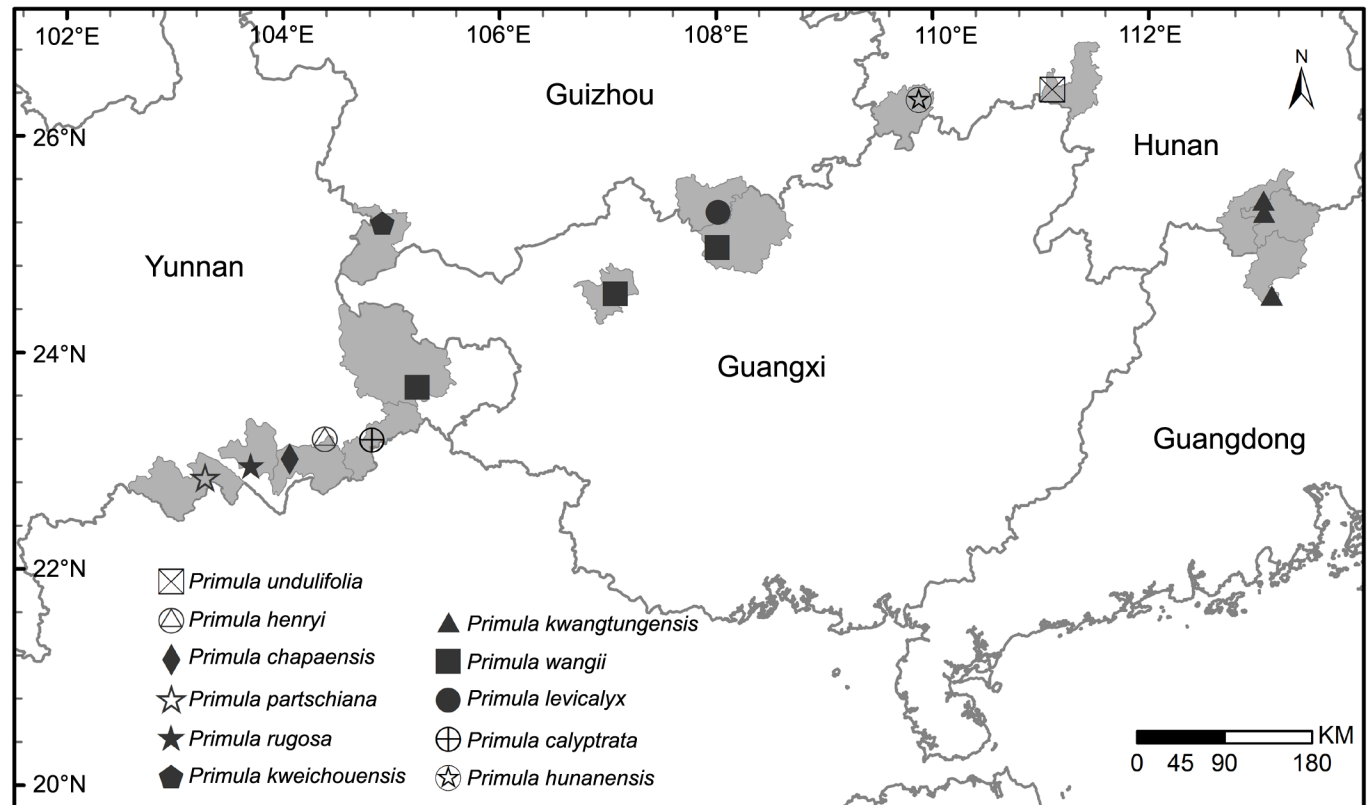 102°E 104°E 106°E 108°E 110°E 112°E
N
Guizhou
26°N
Hunan
Yunnan
24°N
Guangxi
Guangdong
22°N
Primula undulifolia
Primula henryi
Primula chapaensis
Primula partschiana
Primula rugosa
Primula kweichouensis
Primula kwangtungensis
Primula wangii
Primula levicalyx
Primula calyptrata
Primula hunanensis
KM
0 45 90 180
20°N